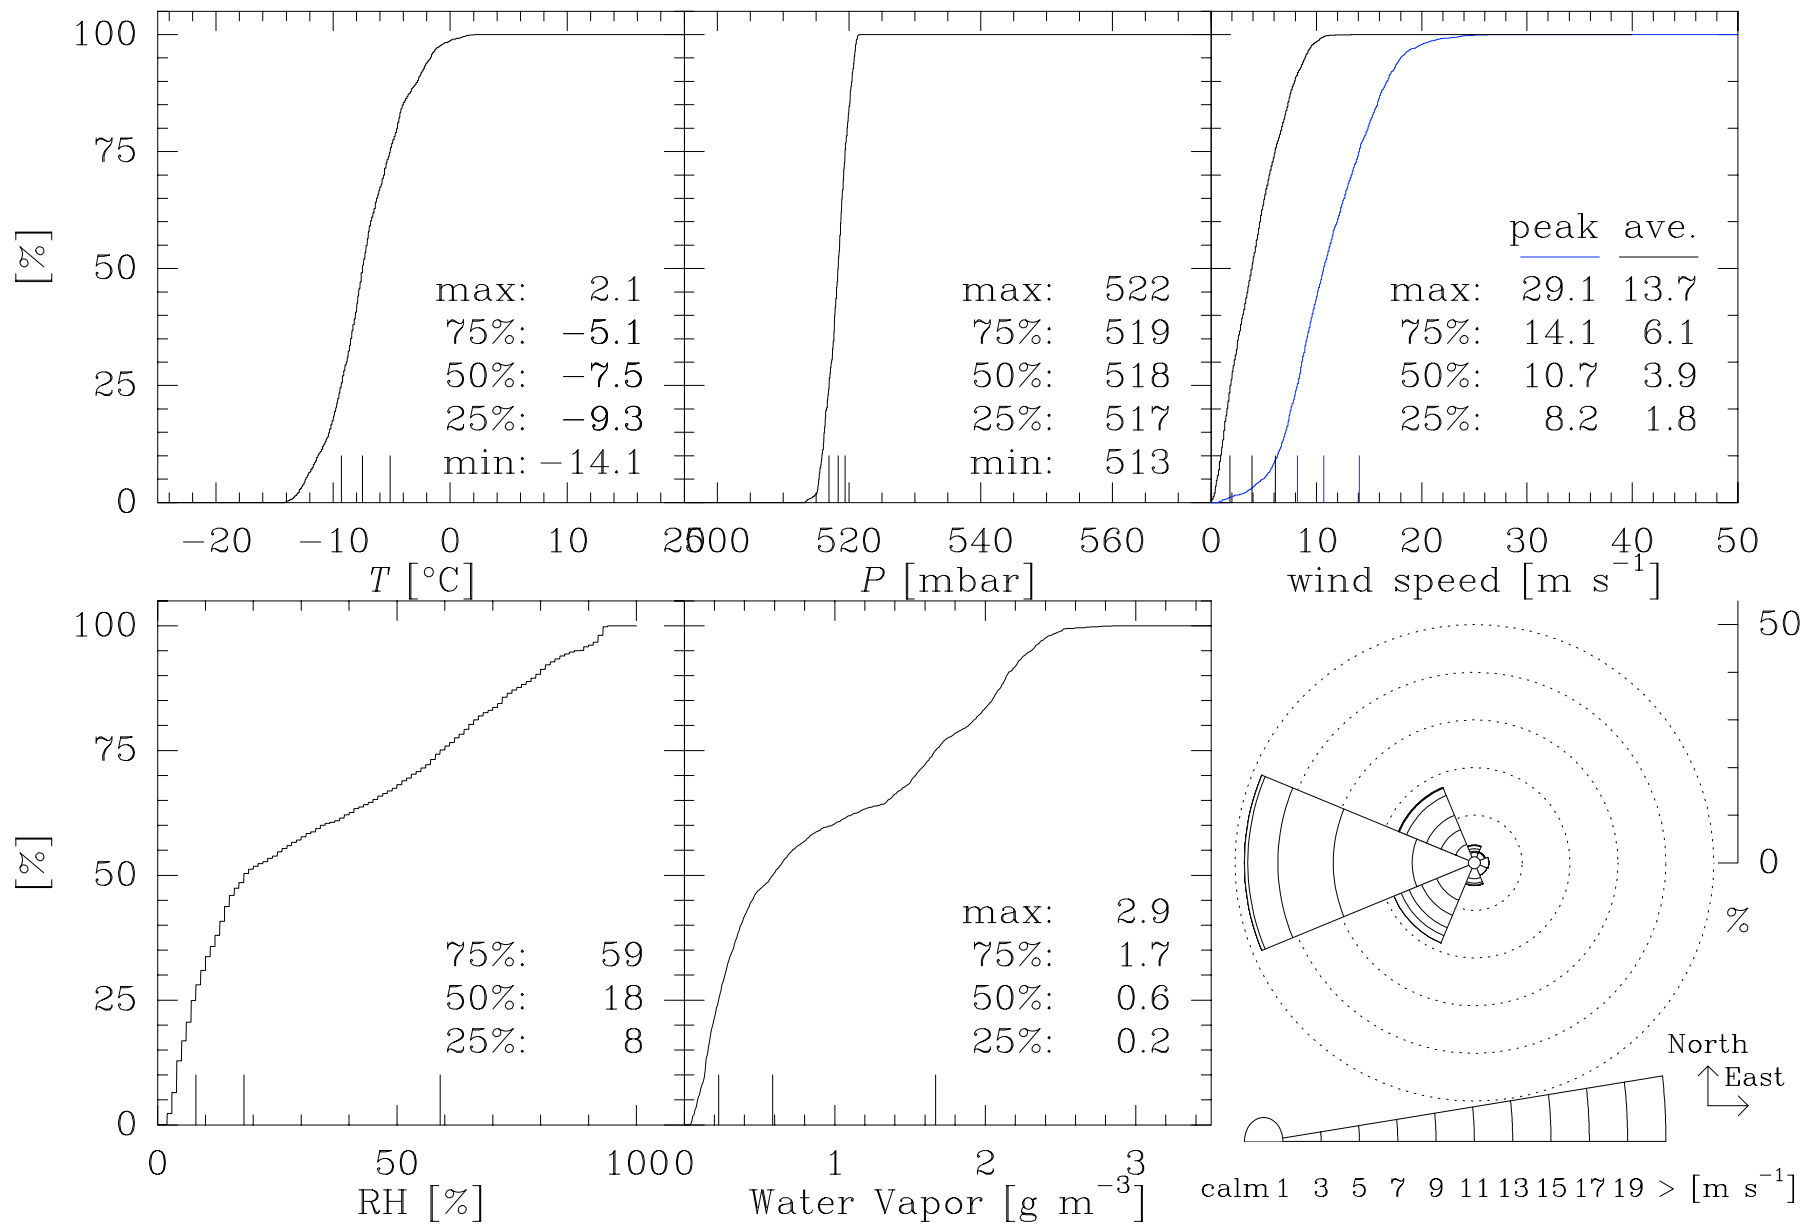 100
75
50
25
0
[%]
max: 2.1
75%: −5.1
50%: −7.5
25%: −9.3
min: −14.1
−20 −10 0 10 20
T [°C]
max: 522
75%: 519
50%: 518
25%: 517
min: 513
500 520 540 560
P [mbar]
peak ave.
max: 29.1 13.7
75%: 14.1 6.1
50%: 10.7 3.9
25%: 8.2 1.8
0 10 20 30 40 50
wind speed [m s⁻¹]
100
75
50
25
0
[%]
75%: 59
50%: 18
25%: 8
0 50 100
RH [%]
max: 2.9
75%: 1.7
50%: 0.6
25%: 0.2
0 1 2 3
Water Vapor [g m⁻³]
50
0
%
North
East
calm 1 3 5 7 9 11 13 15 17 19 > [m s⁻¹]